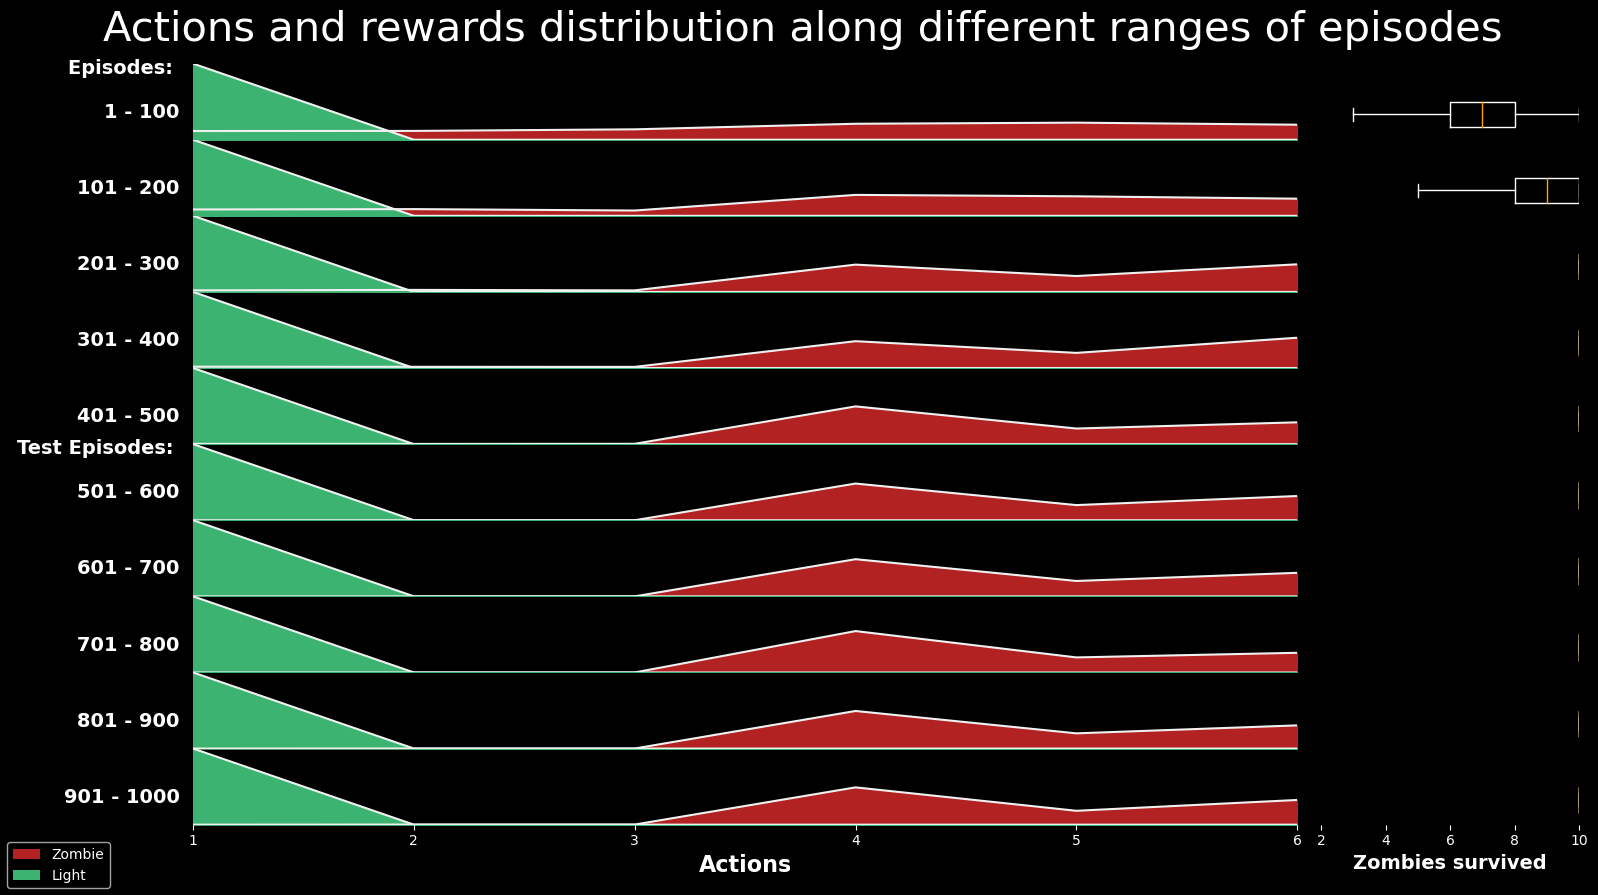 Actions and rewards distribution along different ranges of episodes
Episodes:
1 - 100
101 - 200
201 - 300
301 - 400
401 - 500
Test Episodes:
501 - 600
601 - 700
701 - 800
801 - 900
901 - 1000
1 2 3 4 5 6 2 4 6 8 10
Actions
Zombies survived
Zombie
Light